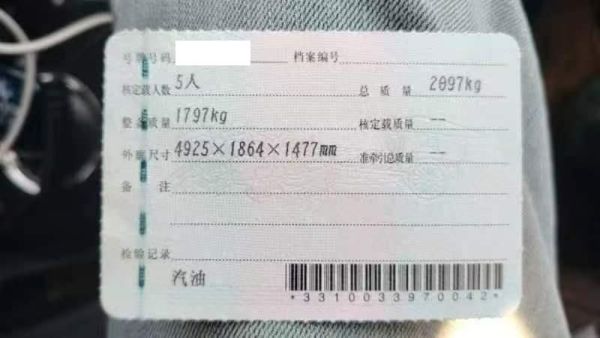 号牌号码 档案编号
核定载人数 5人 总质量 2097kg
整备质量 1797kg 核定载质量 --
外廓尺寸 4925×1864×1477mm 准牵引总质量 --
备注
检验记录
汽油
*3310033970042*